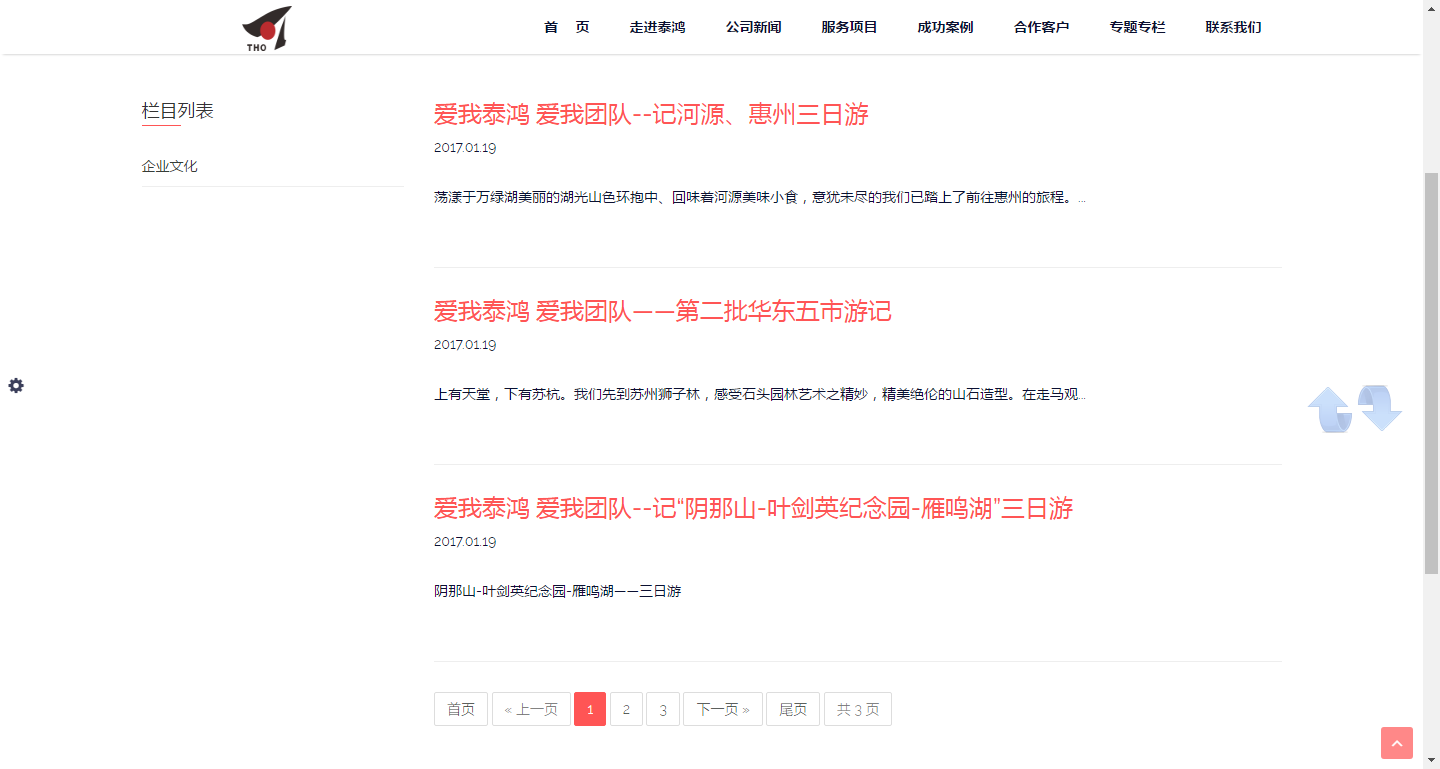 THO
首 页
走进泰鸿
公司新闻
服务项目
成功案例
合作客户
专题专栏
联系我们
栏目列表
企业文化
爱我泰鸿 爱我团队--记河源、惠州三日游
2017.01.19
荡漾于万绿湖美丽的湖光山色环抱中、回味着河源美味小食，意犹未尽的我们已踏上了前往惠州的旅程。...
爱我泰鸿 爱我团队——第二批华东五市游记
2017.01.19
上有天堂，下有苏杭。我们先到苏州狮子林，感受石头园林艺术之精妙，精美绝伦的山石造型。在走马观...
爱我泰鸿 爱我团队--记“阴那山-叶剑英纪念园-雁鸣湖”三日游
2017.01.19
阴那山-叶剑英纪念园-雁鸣湖——三日游
首页 « 上一页 1 2 3 下一页 » 尾页 共 3 页